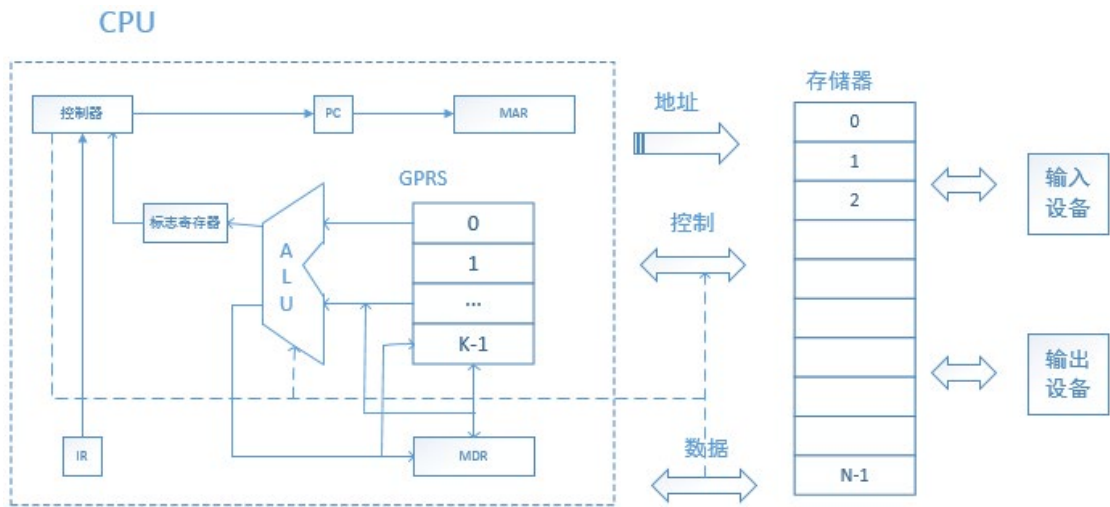 CPU
控制器
PC
MAR
标志寄存器
A
L
U
GPRS
0
1
...
K-1
IR
MDR
地址
控制
数据
存储器
0
1
2
N-1
输入
设备
输出
设备